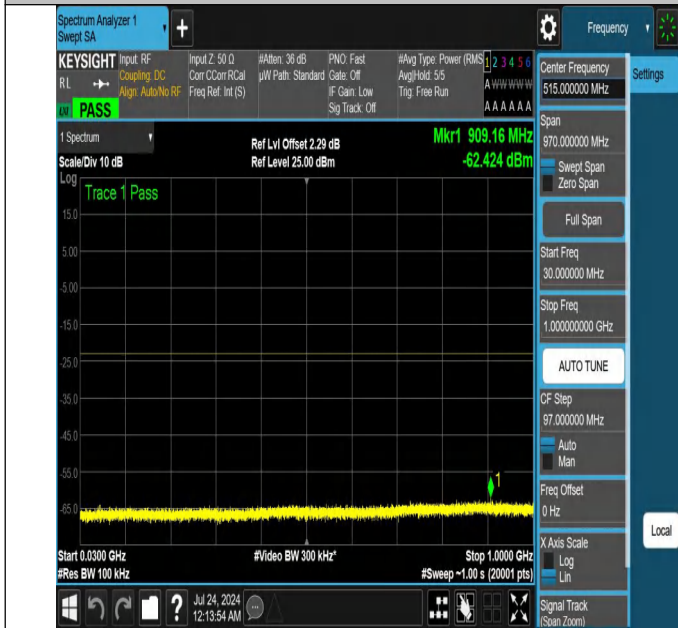 Spectrum Analyzer 1
Swept SA
+
Frequency
KEYSIGHT
RL
LXI
PASS
Input: RF
Coupling: DC
Align: Auto/No RF
Input Z: 50 Ω
Corr CCorr RCal
Freq Ref: Int (S)
#Atten: 36 dB
µW Path: Standard
PNO: Fast
Gate: Off
IF Gain: Low
Sig Track: Off
#Avg Type: Power (RMS
Avg|Hold: 5/5
Trig: Free Run
1 2 3 4 5 6
A W W W W W
A A A A A A
1 Spectrum
Scale/Div 10 dB
Log
Ref Lvl Offset 2.29 dB
Ref Level 25.00 dBm
Mkr1 909.16 MHz
-62.424 dBm
Trace 1 Pass
15.0
5.00
-5.00
-15.0
-25.0
-35.0
-45.0
-55.0
-65.0
1
Start 0.0300 GHz
#Res BW 100 kHz
#Video BW 300 kHz*
Stop 1.0000 GHz
#Sweep ~1.00 s (20001 pts)
?
Jul 24, 2024
12:13:54 AM
Center Frequency
515.000000 MHz
Settings
Span
970.000000 MHz
Swept Span
Zero Span
Full Span
Start Freq
30.000000 MHz
Stop Freq
1.000000000 GHz
AUTO TUNE
CF Step
97.000000 MHz
Auto
Man
Freq Offset
0 Hz
X Axis Scale
Log
Lin
Local
Signal Track
(Span Zoom)